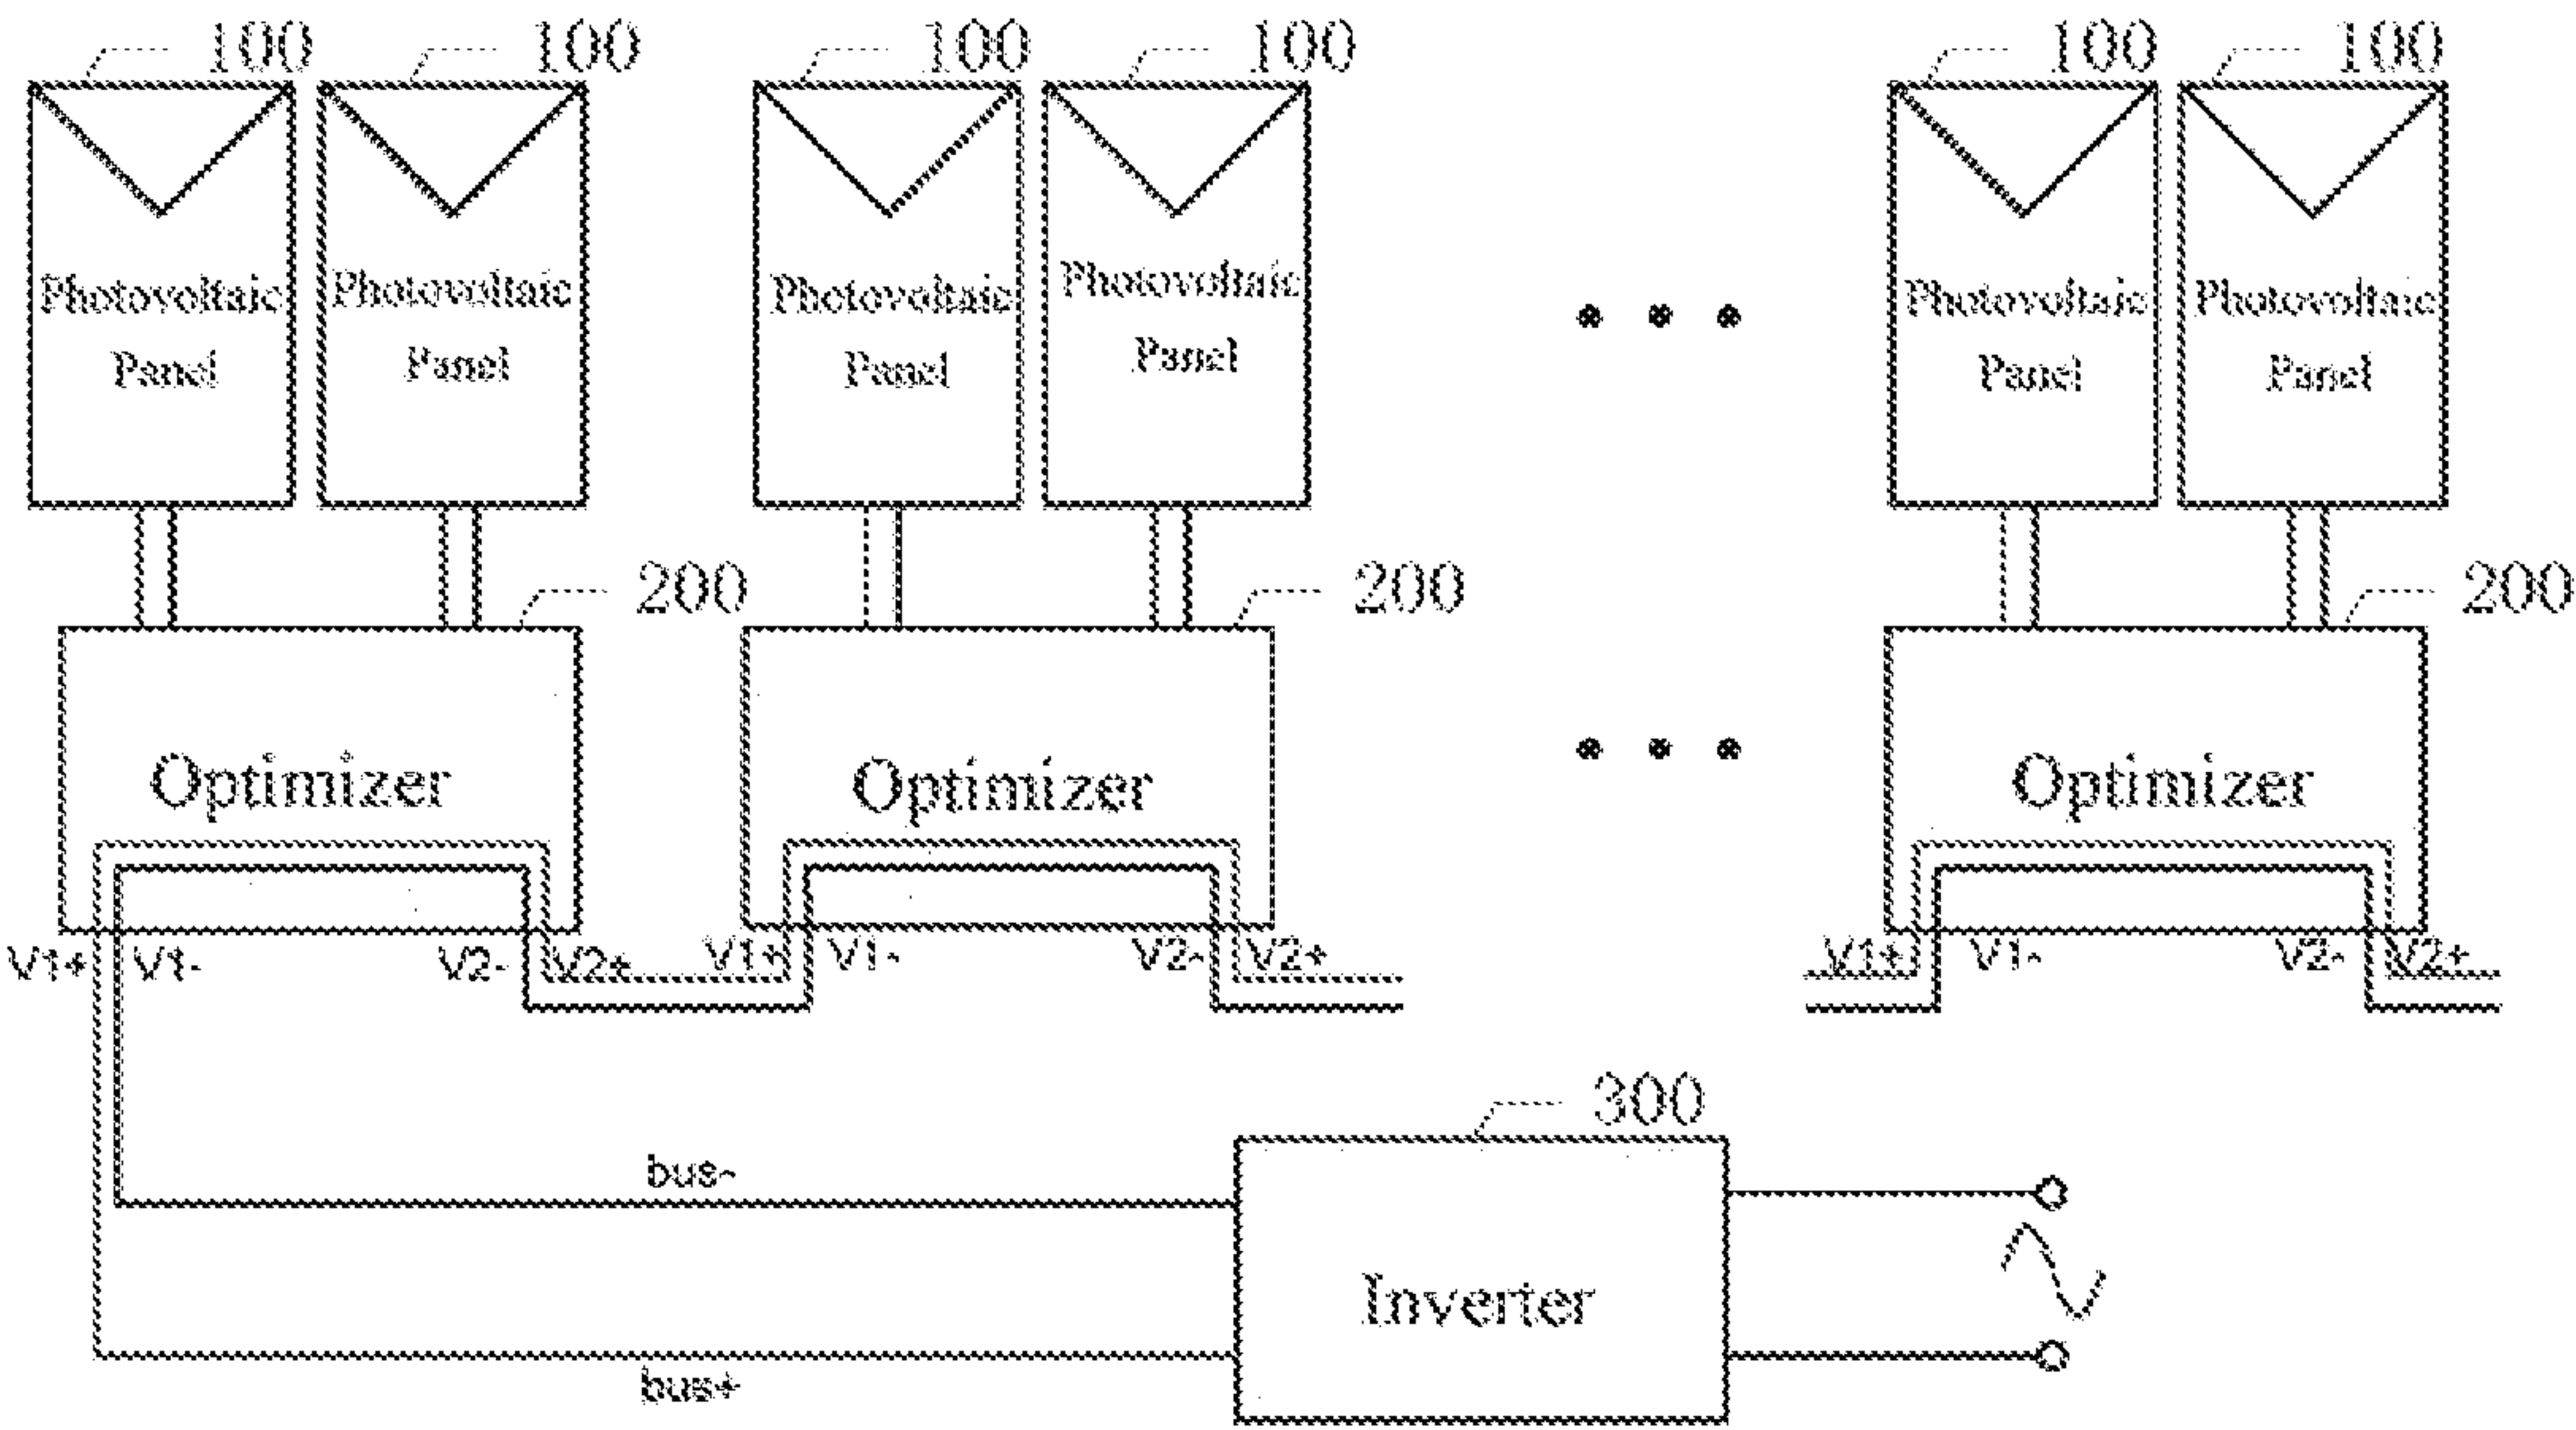 100 100 100 100 100 100
Photovoltaic Photovoltaic Photovoltaic Photovoltaic Photovoltaic Photovoltaic
Panel Panel Panel Panel Panel Panel
200 200 200
Optimizer Optimizer Optimizer
V1+ V1- V2- V2+ V1+ V1- V2- V2+ V1+ V1- V2- V2+
300
bus-
Inverter
bus+